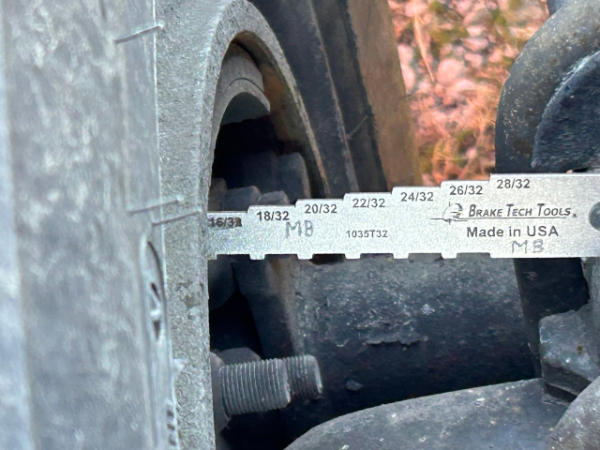 16/32 18/32 20/32 22/32 24/32 26/32 28/32
MB 1035T32 BRAKE TECH TOOLS®
Made in USA
MB